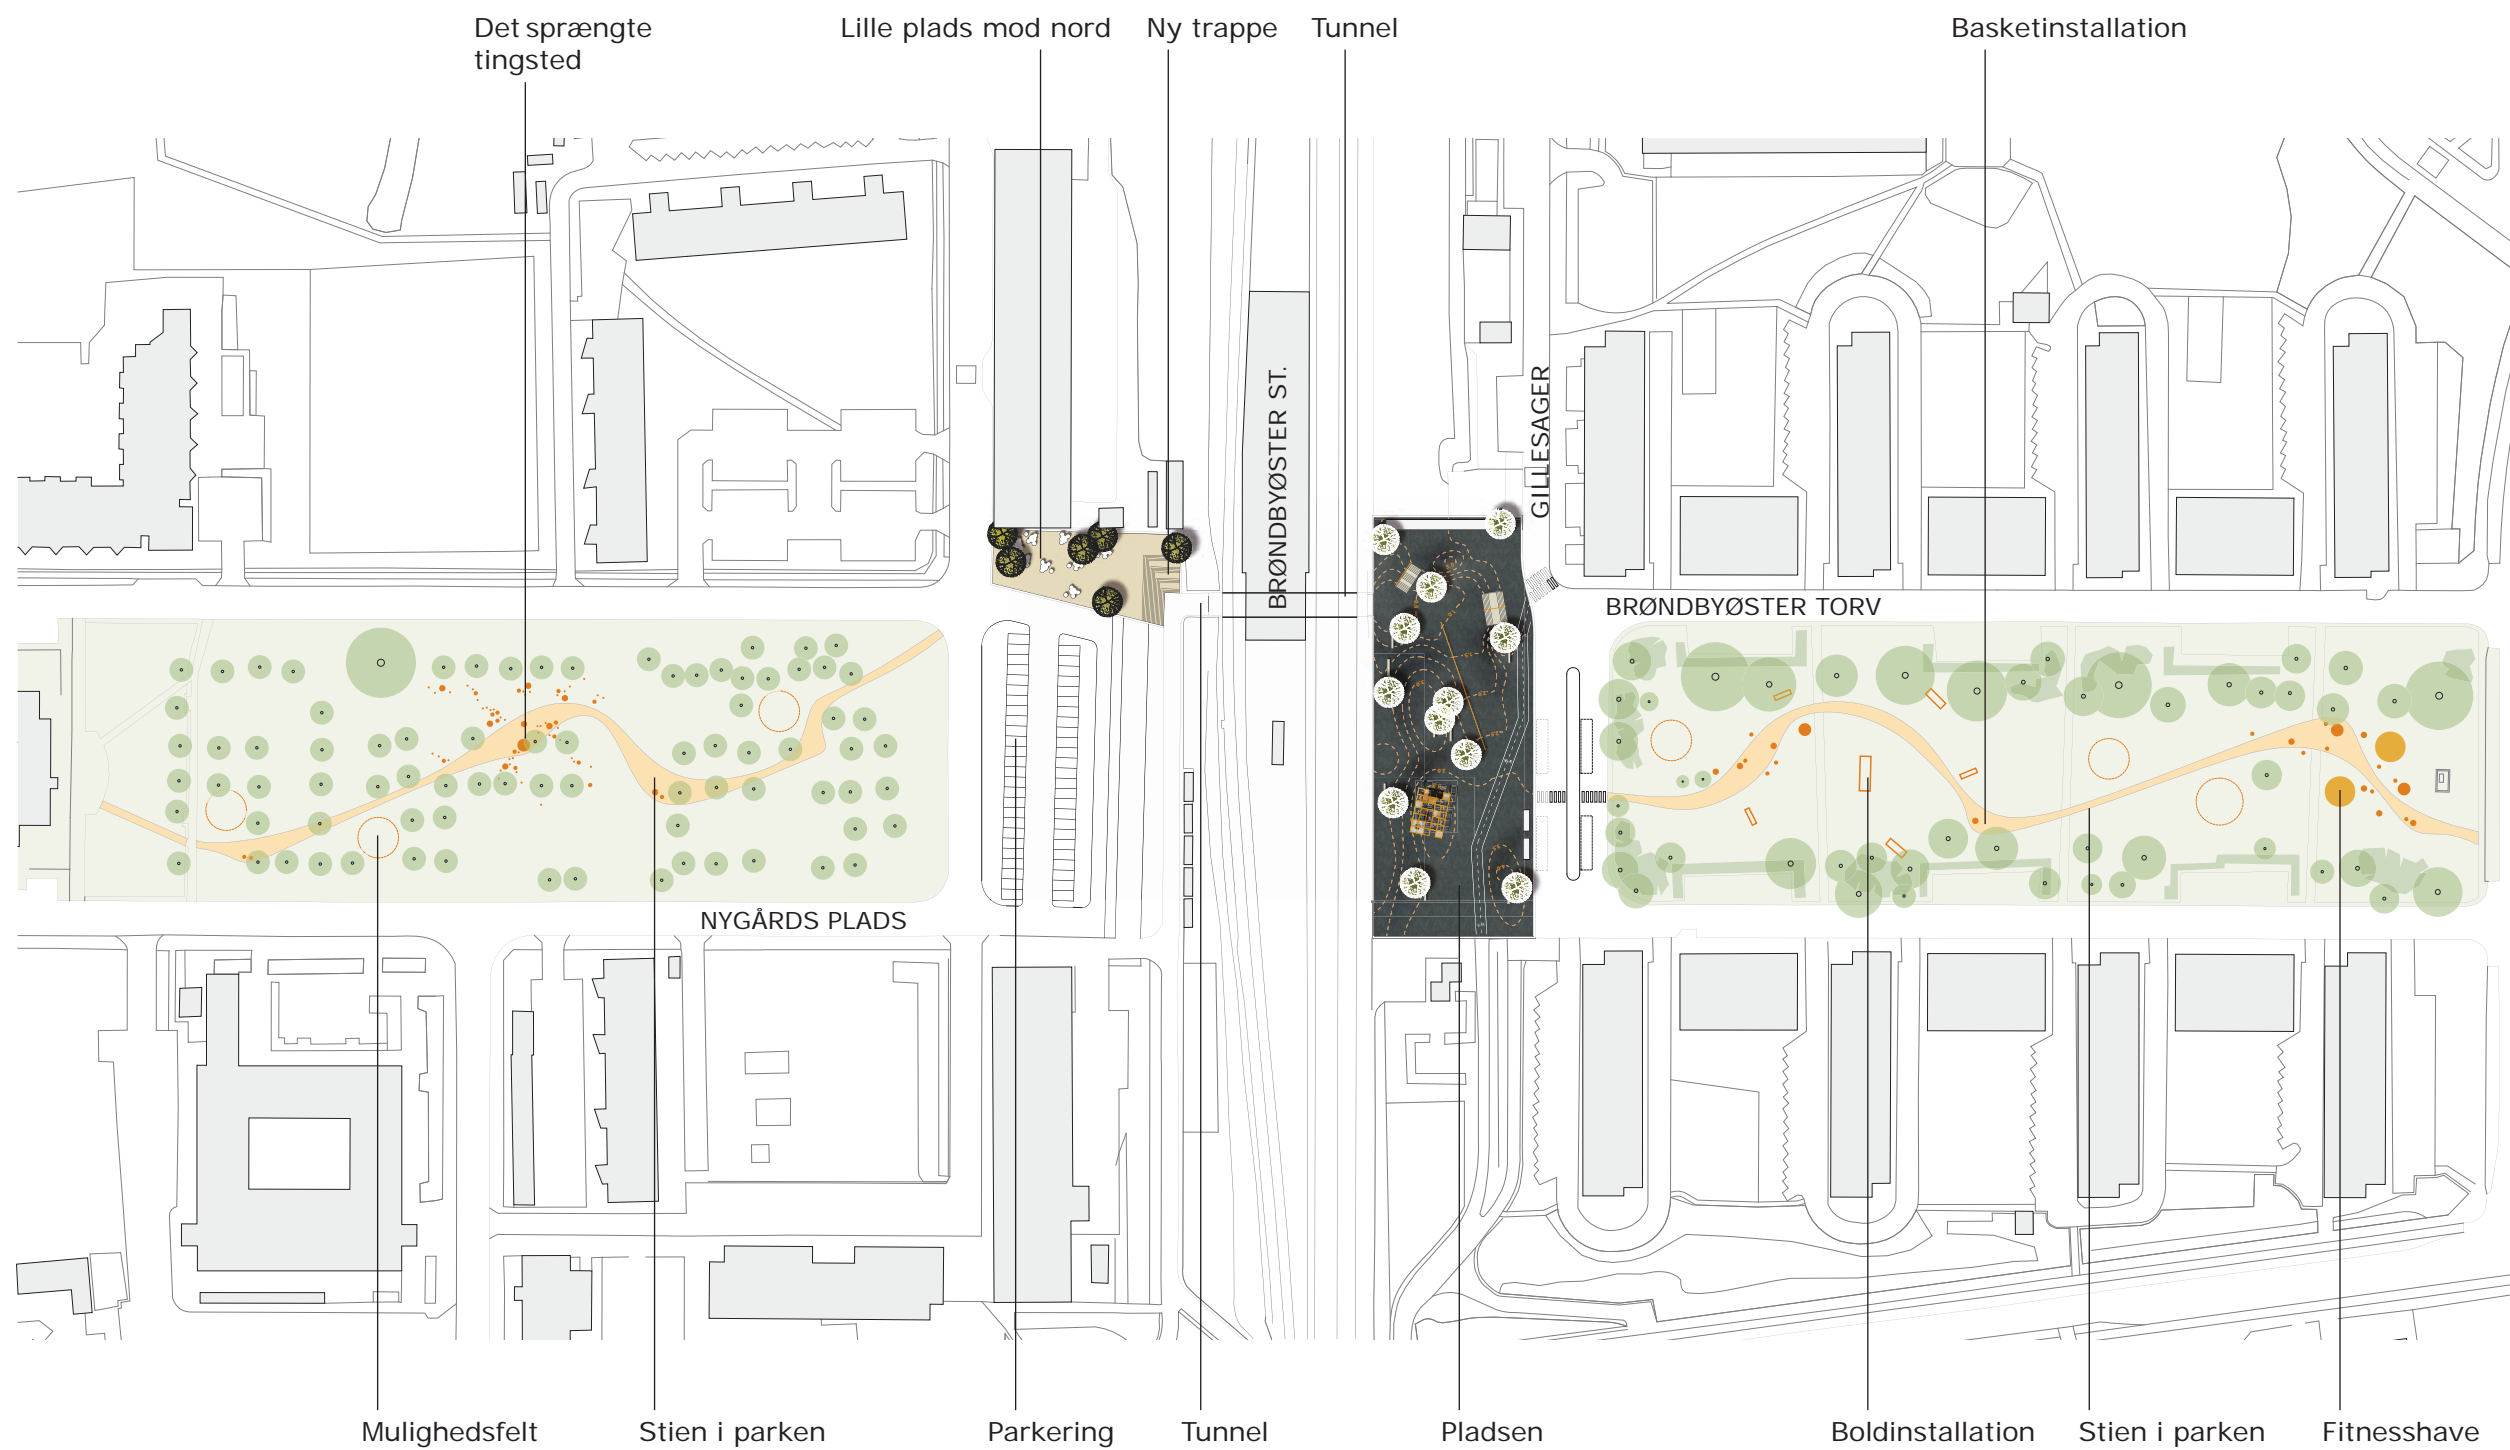 Det sprængte
tingsted
Lille plads mod nord
Ny trappe
Tunnel
Basketinstallation
BRØNDBYØSTER ST.
GILLESAGER
BRØNDBYØSTER TORV
NYGÅRDS PLADS
Mulighedsfelt
Stien i parken
Parkering
Tunnel
Pladsen
Boldinstallation
Stien i parken
Fitnesshave